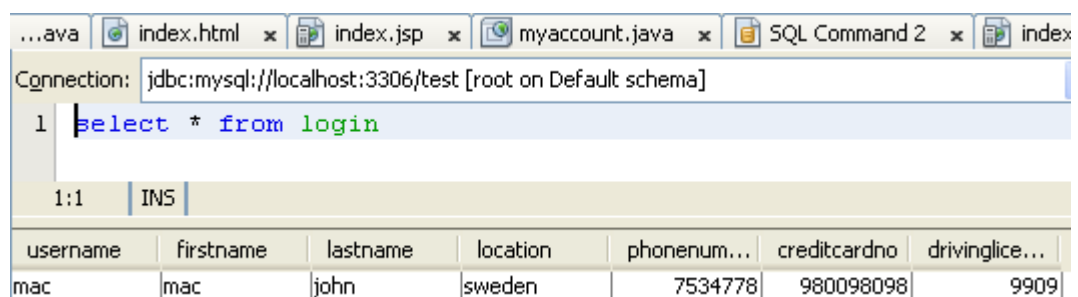 ...ava index.html x index.jsp x myaccount.java x SQL Command 2 x index
Connection: jdbc:mysql://localhost:3306/test [root on Default schema]
1 select * from login
1:1 INS
username firstname lastname location phonenum... creditcardno drivinglice...
mac mac john sweden 7534778 980098098 9909